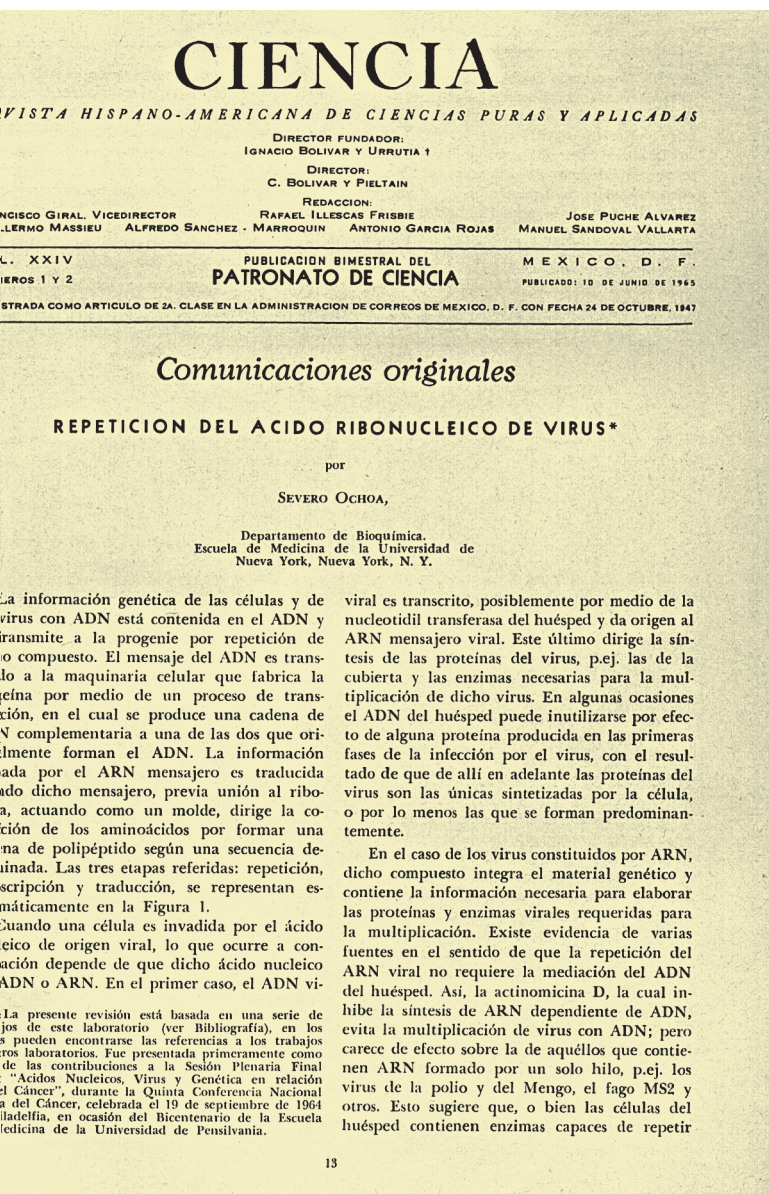 CIENCIA
VISTA HISPANO-AMERICANA DE CIENCIAS PURAS Y APLICADAS
DIRECTOR FUNDADOR:
IGNACIO BOLIVAR Y URRUTIA †
DIRECTOR:
C. BOLIVAR Y PIELTAIN
REDACCION:
NCISCO GIRAL, VICEDIRECTOR RAFAEL ILLESCAS FRISBIE JOSE PUCHE ALVAREZ
LERMO MASSIEU ALFREDO SANCHEZ - MARROQUIN ANTONIO GARCIA ROJAS MANUEL SANDOVAL VALLARTA
L. XXIV PUBLICACION BIMESTRAL DEL MEXICO, D. F.
IEROS 1 Y 2 PATRONATO DE CIENCIA PUBLICADO: 10 DE JUNIO DE 1965
STRADA COMO ARTICULO DE 2A. CLASE EN LA ADMINISTRACION DE CORREOS DE MEXICO, D. F. CON FECHA 24 DE OCTUBRE, 1947
Comunicaciones originales
REPETICION DEL ACIDO RIBONUCLEICO DE VIRUS*
por
SEVERO OCHOA,
Departamento de Bioquímica.
Escuela de Medicina de la Universidad de
Nueva York, Nueva York, N. Y.
La información genética de las células y de
virus con ADN está contenida en el ADN y
transmite a la progenie por repetición de
o compuesto. El mensaje del ADN es trans-
do a la maquinaria celular que fabrica la
eína por medio de un proceso de trans-
ción, en el cual se produce una cadena de
N complementaria a una de las dos que ori-
lmente forman el ADN. La información
ada por el ARN mensajero es traducida
ndo dicho mensajero, previa unión al ribo-
a, actuando como un molde, dirige la co-
ción de los aminoácidos por formar una
na de polipéptido según una secuencia de-
inada. Las tres etapas referidas: repetición,
scripción y traducción, se representan es-
máticamente en la Figura 1.
Cuando una célula es invadida por el ácido
leico de origen viral, lo que ocurre a con-
ación depende de que dicho ácido nucleico
ADN o ARN. En el primer caso, el ADN vi-
La presente revisión está basada en una serie de
jos de este laboratorio (ver Bibliografía), en los
s pueden encontrarse las referencias a los trabajos
ros laboratorios. Fue presentada primeramente como
de las contribuciones a la Sesión Plenaria Final
: "Acidos Nucleicos, Virus y Genética en relación
el Cáncer", durante la Quinta Conferencia Nacional
a del Cáncer, celebrada el 19 de septiembre de 1964
iladelfia, en ocasión del Bicentenario de la Escuela
Medicina de la Universidad de Pensilvania.
viral es transcrito, posiblemente por medio de la
nucleotidil transferasa del huésped y da origen al
ARN mensajero viral. Este último dirige la sín-
tesis de las proteínas del virus, p.ej. las de la
cubierta y las enzimas necesarias para la mul-
tiplicación de dicho virus. En algunas ocasiones
el ADN del huésped puede inutilizarse por efec-
to de alguna proteína producida en las primeras
fases de la infección por el virus, con el resul-
tado de que de allí en adelante las proteínas del
virus son las únicas sintetizadas por la célula,
o por lo menos las que se forman predominan-
temente.
En el caso de los virus constituidos por ARN,
dicho compuesto integra el material genético y
contiene la información necesaria para elaborar
las proteínas y enzimas virales requeridas para
la multiplicación. Existe evidencia de varias
fuentes en el sentido de que la repetición del
ARN viral no requiere la mediación del ADN
del huésped. Así, la actinomicina D, la cual in-
hibe la síntesis de ARN dependiente de ADN,
evita la multiplicación de virus con ADN; pero
carece de efecto sobre la de aquéllos que contie-
nen ARN formado por un solo hilo, p.ej. los
virus de la polio y del Mengo, el fago MS2 y
otros. Esto sugiere que, o bien las células del
huésped contienen enzimas capaces de repetir
13